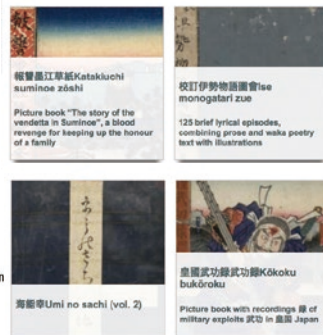 報讐墨江草紙Katakiuchi
suminoe zōshi
Picture book "The story of the
vendetta in Suminoe", a blood
revenge for keeping up the honour
of a family
校訂伊勢物語圖會Ise
monogatari zue
125 brief lyrical episodes,
combining prose and waka poetry
text with illustrations
海能幸Umi no sachi (vol. 2)
皇國武功録武功録Kōkoku
bukōroku
Picture book with recordings 録 of
military exploits 武功 in 皇国 Japan